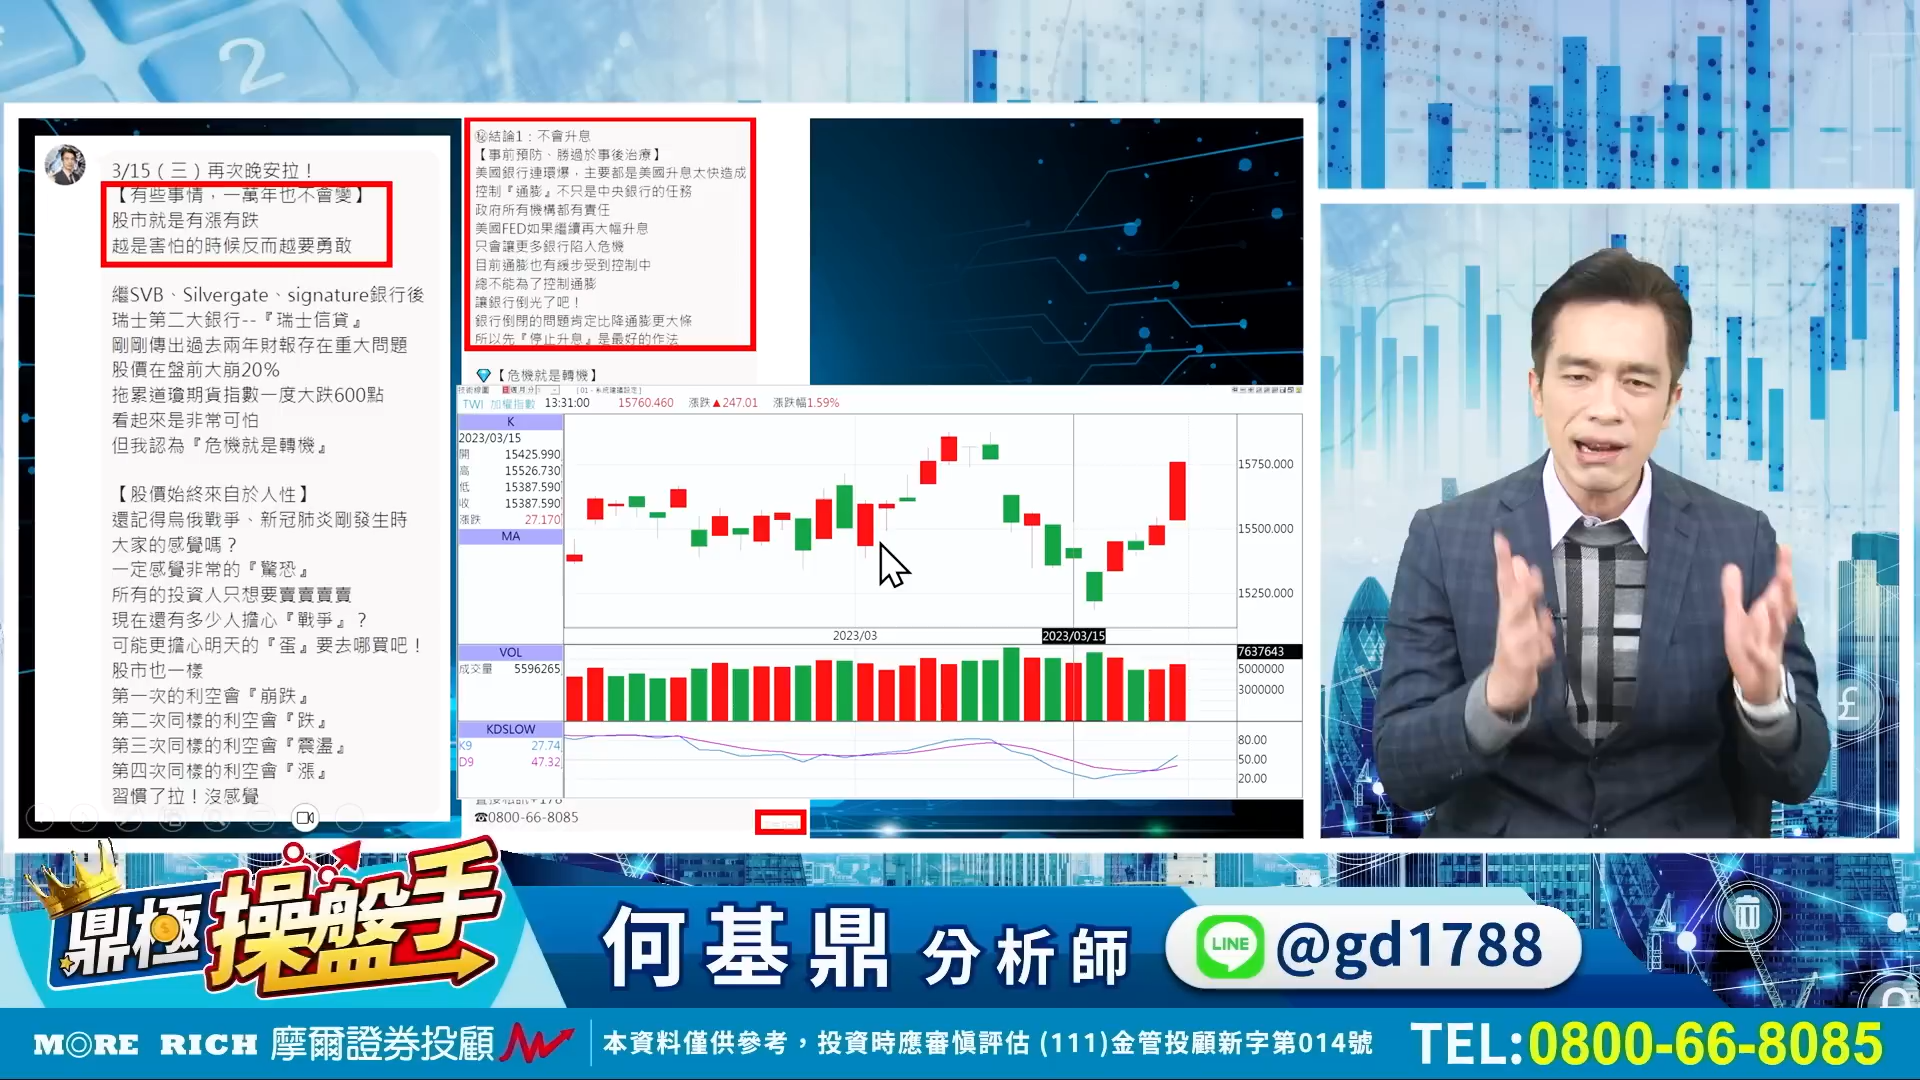 2
3/15（三）再次晚安拉！
【有些事情，一萬年也不會變】
股市就是有漲有跌
越是害怕的時候反而越要勇敢
繼SVB、Silvergate、signature銀行後
瑞士第二大銀行--『瑞士信貸』
剛剛傳出過去兩年財報存在重大問題
股價在盤前大崩20%
拖累道瓊期貨指數一度大跌600點
看起來是非常可怕
但我認為『危機就是轉機』
【股價始終來自於人性】
還記得烏俄戰爭、新冠肺炎剛發生時
大家的感覺嗎？
一定感覺非常的『驚恐』
所有的投資人只想要賣賣賣賣
現在還有多少人擔心『戰爭』？
可能更擔心明天的『蛋』要去哪買吧！
股市也一樣
第一次的利空會『崩跌』
第二次同樣的利空會『跌』
第三次同樣的利空會『震盪』
第四次同樣的利空會『漲』
習慣了拉！沒感覺
㊙結論1：不會升息
【事前預防、勝過於事後治療】
美國銀行連環爆，主要都是美國升息太快造成
控制『通膨』不只是中央銀行的任務
政府所有機構都有責任
美國FED如果繼續再大幅升息
只會讓更多銀行陷入危機
目前通膨也有緩步受到控制中
總不能為了控制通膨
讓銀行倒光了吧！
銀行倒閉的問題肯定比降通膨更大條
所以先『停止升息』是最好的作法
💎【危機就是轉機】
TWI 加權指數 13:31:00 15760.460 漲跌▲247.01 漲跌幅1.59%
K
2023/03/15
開 15425.990
高 15526.730
低 15387.590
收 15387.590
漲跌 27.170
MA
15750.000
15500.000
15250.000
2023/03
2023/03/15
VOL
成交量 5596265
7637643
5000000
3000000
KDSLOW
K9 27.74
D9 47.32
80.00
50.00
20.00
☎0800-66-8085
£
鼎極操盤手
何基鼎 分析師
LINE @gd1788
MORE RICH 摩爾證券投顧
本資料僅供參考，投資時應審慎評估 (111)金管投顧新字第014號
TEL:0800-66-8085